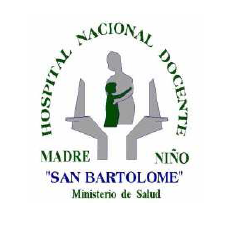 HOSPITAL NACIONAL DOCENTE
MADRE NIÑO
"SAN BARTOLOME"
Ministerio de Salud